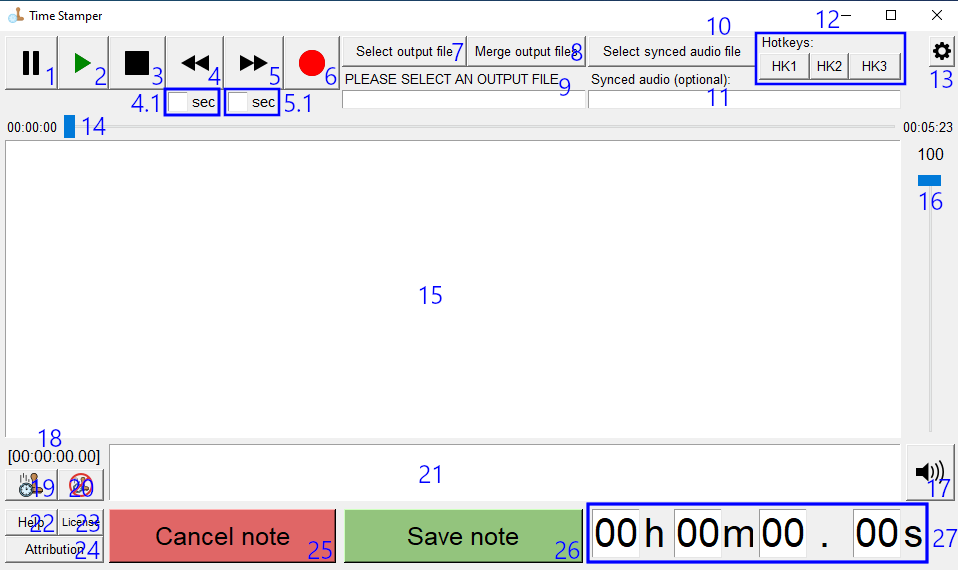 Time Stamper
10
12
1
2
3
4
5
6
Select output file
7
Merge output files
8
Select synced audio file
Hotkeys:
HK1
HK2
HK3
13
PLEASE SELECT AN OUTPUT FILE
9
Synced audio (optional):
11
4.1
sec
sec
5.1
00:00:00
14
00:05:23
100
16
15
18
[00:00:00.00]
19
20
21
17
Help
22
License
23
Attribution
24
Cancel note
25
Save note
26
00h 00m 00 . 00s
27